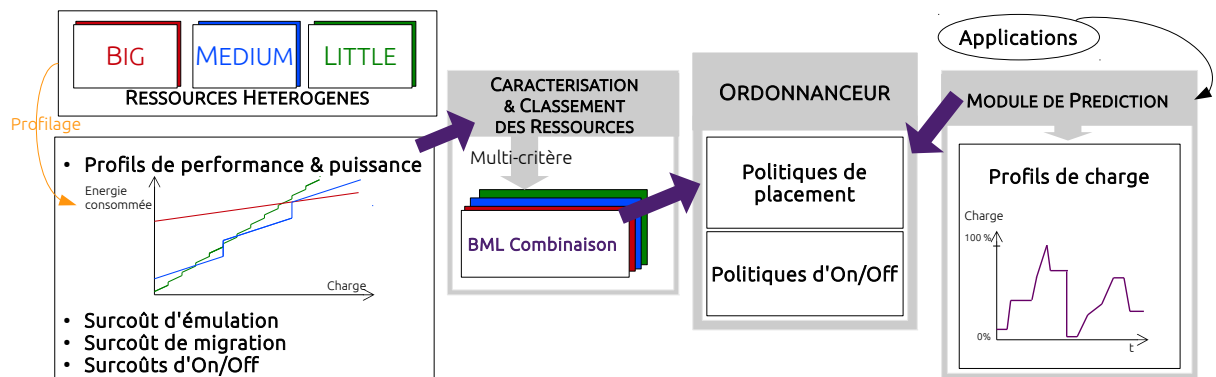 BIG
MEDIUM
LITTLE
RESSOURCES HETEROGENES
Profilage
• Profils de performance & puissance
Energie
consommée
Charge
• Surcoût d'émulation
• Surcoût de migration
• Surcoûts d'On/Off
CARACTERISATION
& CLASSEMENT
DES RESSOURCES
Multi-critère
BML Combinaison
ORDONNANCEUR
Politiques de
placement
Politiques d'On/Off
Applications
MODULE DE PREDICTION
Profils de charge
Charge
100 %
0%
t